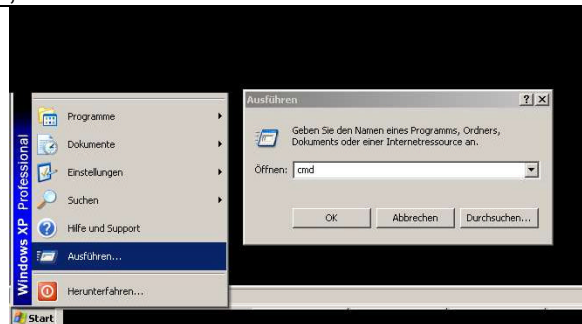 Programme
Dokumente
Einstellungen
Suchen
Hilfe und Support
Ausführen...
Herunterfahren...
Windows XP Professional
Start
Ausführen
Geben Sie den Namen eines Programms, Ordners,
Dokuments oder einer Internetressource an.
Öffnen: cmd
OK Abbrechen Durchsuchen...